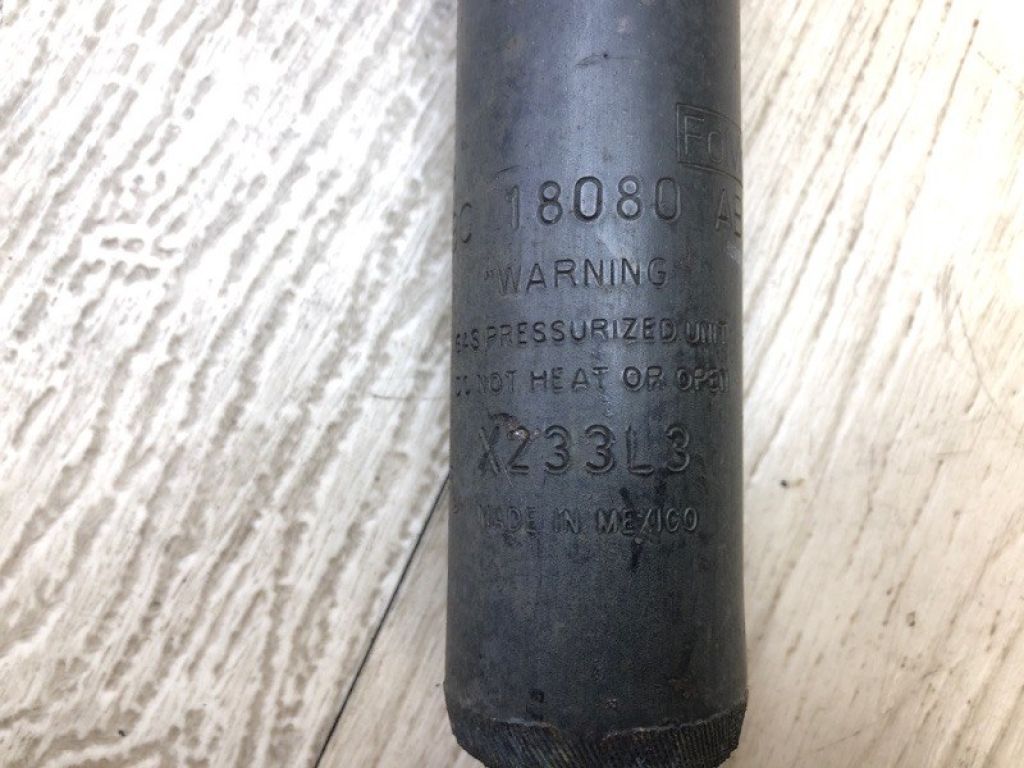 18080
"WARNING
GAS PRESSURIZED UNIT
DO NOT HEAT OR OPEN
X233L3
MADE IN MEXICO